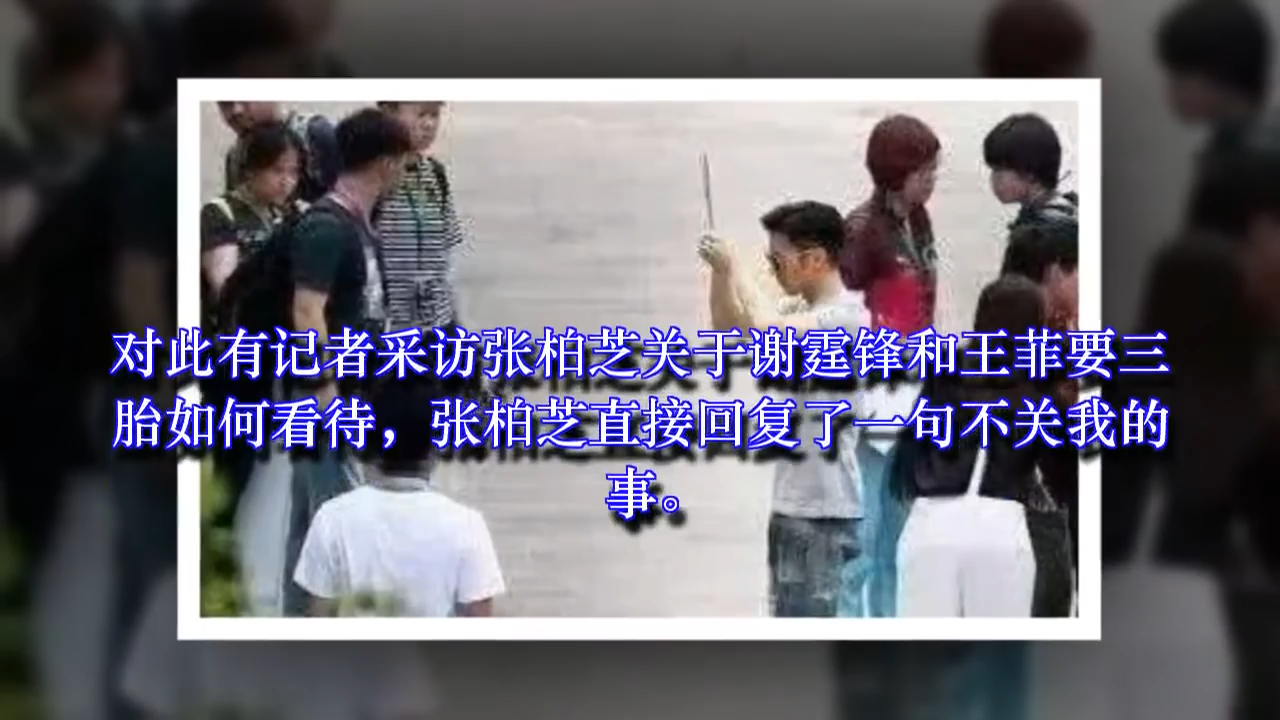 对此有记者采访张柏芝关于谢霆锋和王菲要三
胎如何看待，张柏芝直接回复了一句不关我的
事。